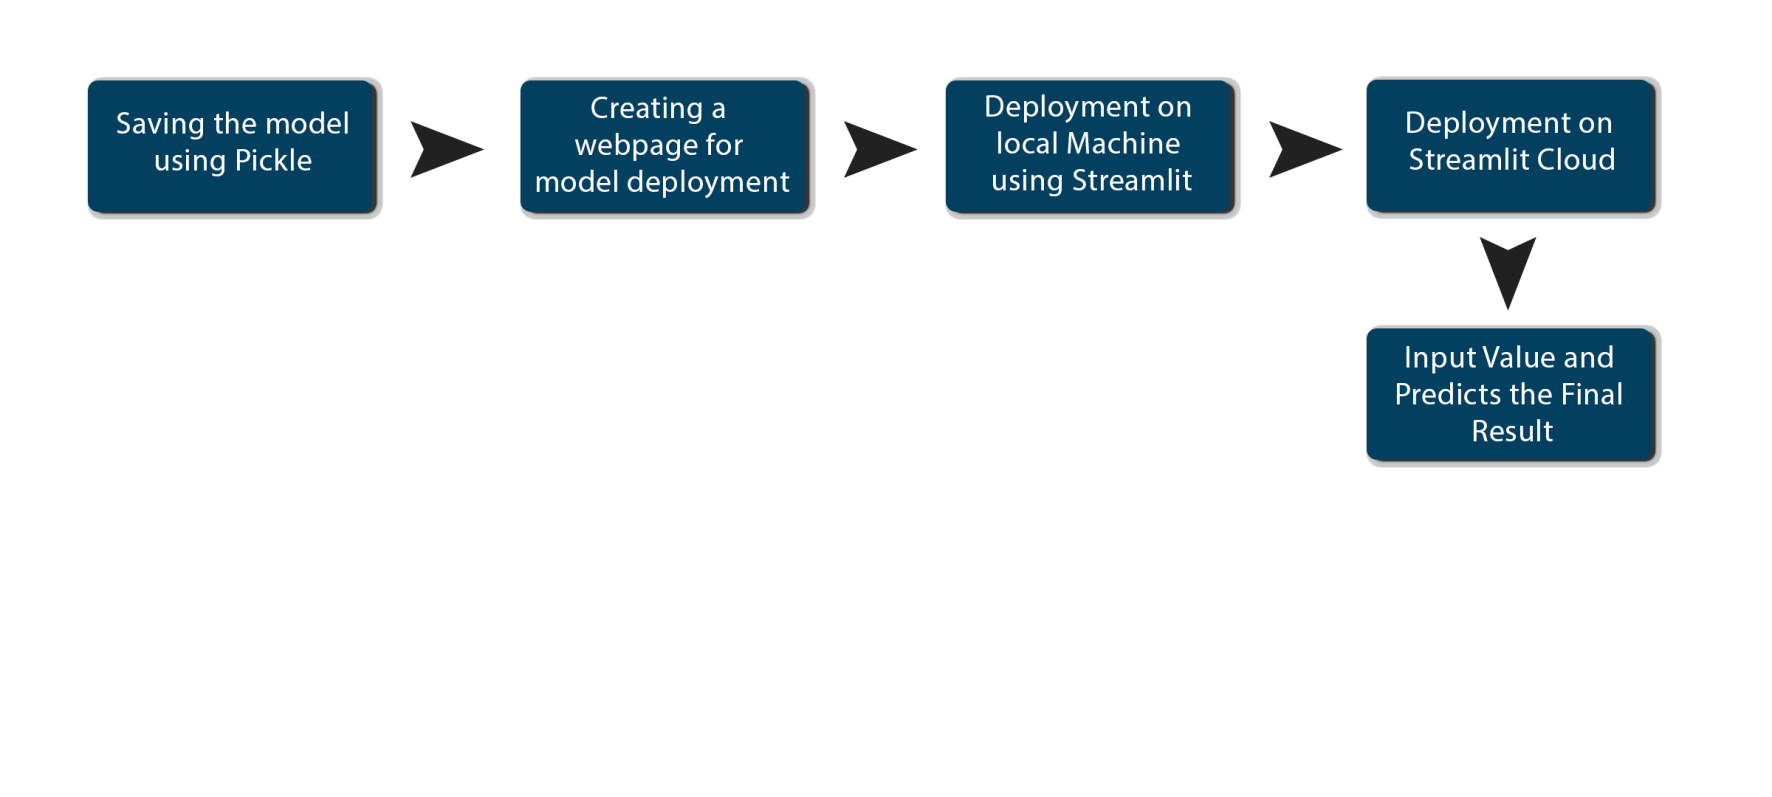 Saving the model
using Pickle
Creating a
webpage for
model deployment
Deployment on
local Machine
using Streamlit
Deployment on
Streamlit Cloud
Input Value and
Predicts the Final
Result